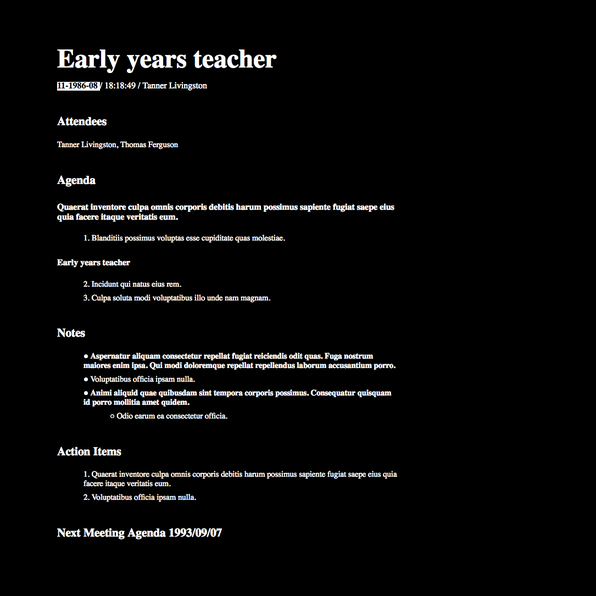 Early years teacher
11-1986-08 / 18:18:49 / Tanner Livingston
Attendees
Tanner Livingston, Thomas Ferguson
Agenda
Quaerat inventore culpa omnis corporis debitis harum possimus sapiente fugiat saepe eius
quia facere itaque veritatis eum.
1. Blanditiis possimus voluptas esse cupiditate quas molestiae.
Early years teacher
2. Incidunt qui natus eius rem.
3. Culpa soluta modi voluptatibus illo unde nam magnam.
Notes
● Aspernatur aliquam consectetur repellat fugiat reiciendis odit quas. Fuga nostrum
maiores enim ipsa. Qui modi doloremque repellat repellendus laborum accusantium porro.
● Voluptatibus officia ipsam nulla.
● Animi aliquid quae quibusdam sint tempora corporis possimus. Consequatur quisquam
id porro mollitia amet quidem.
○ Odio earum ea consectetur officia.
Action Items
1. Quaerat inventore culpa omnis corporis debitis harum possimus sapiente fugiat saepe eius quia
facere itaque veritatis eum.
2. Voluptatibus officia ipsam nulla.
Next Meeting Agenda 1993/09/07